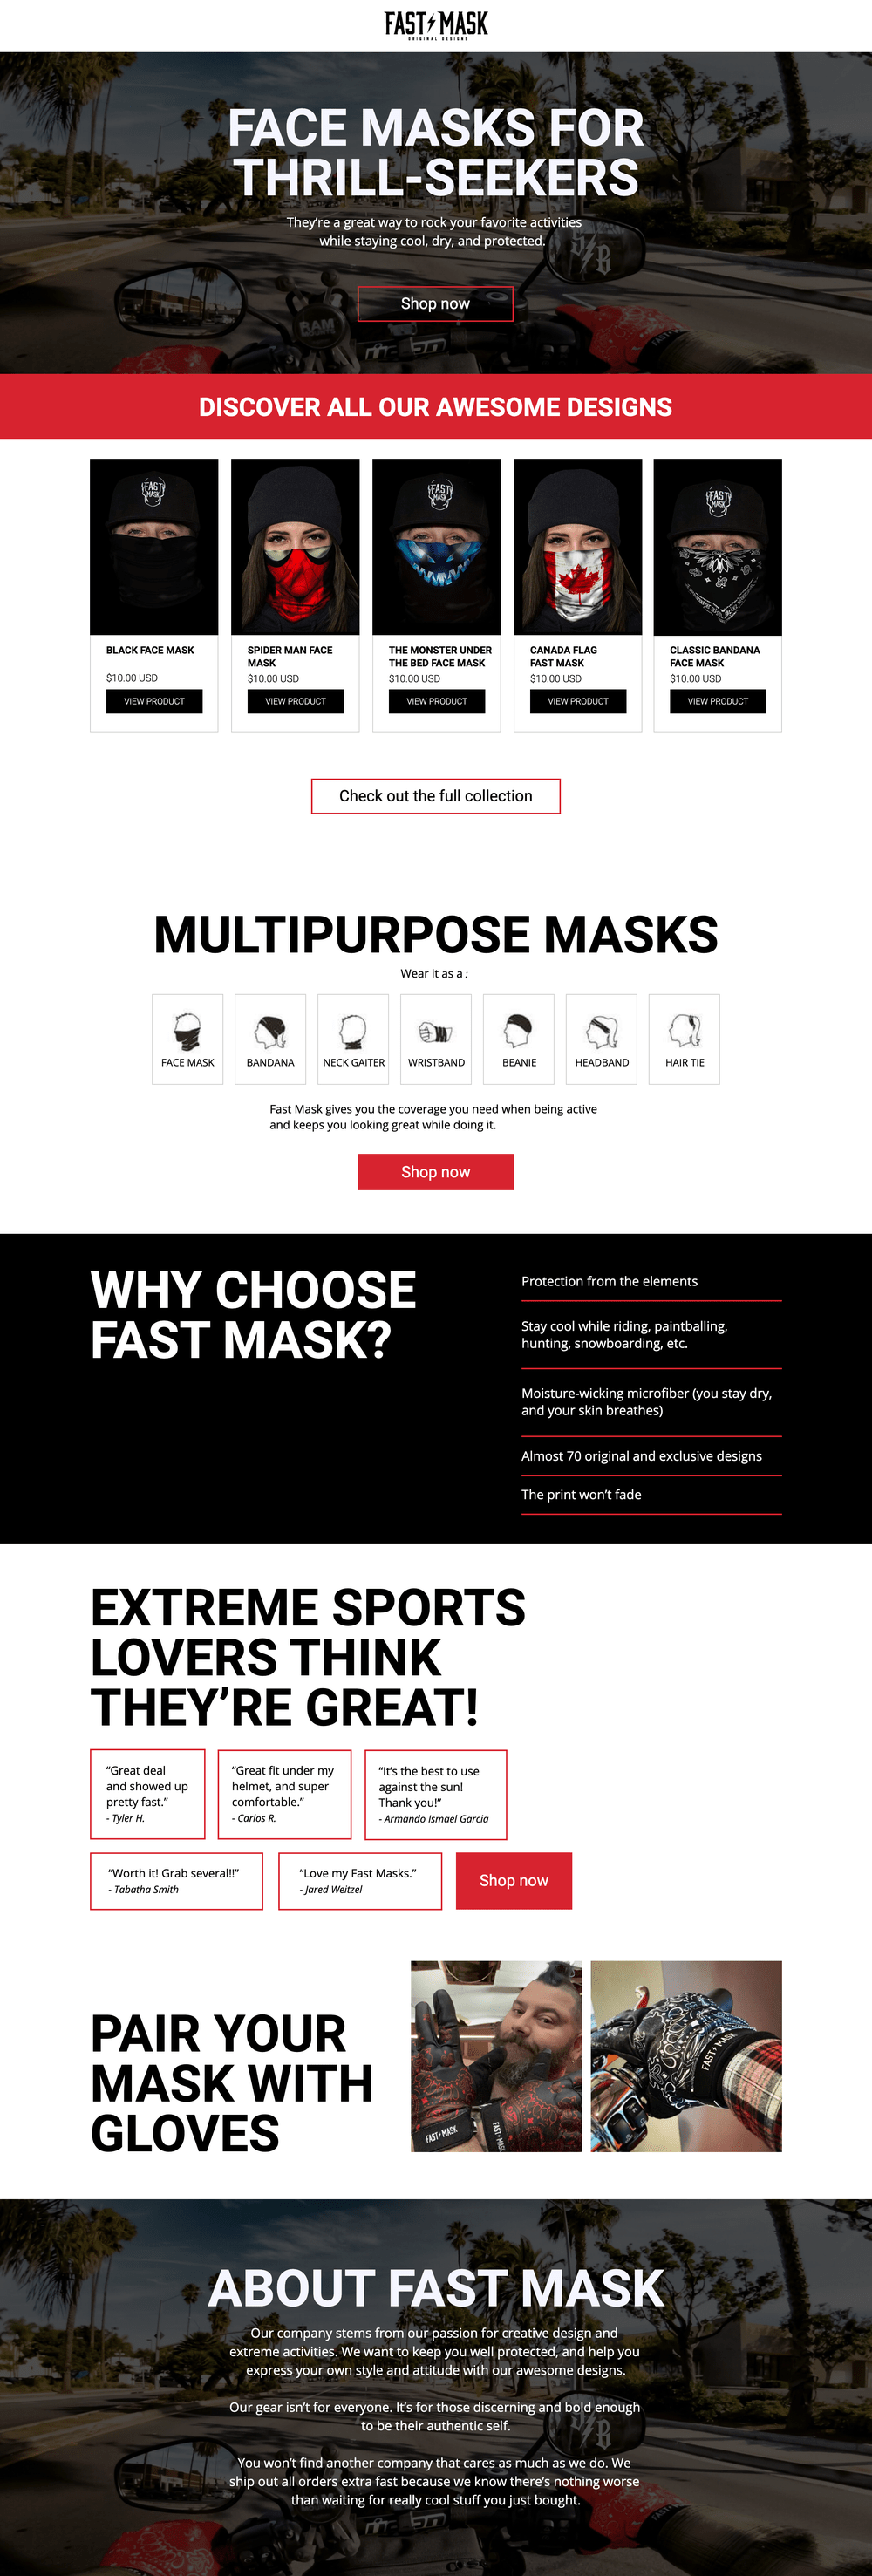 FAST MASK
ORIGINAL DESIGNS
FACE MASKS FOR
THRILL-SEEKERS
They’re a great way to rock your favorite activities
while staying cool, dry, and protected.
BAM
Shop now
DISCOVER ALL OUR AWESOME DESIGNS
FAST
MASK
FAST
MASK
FAST
MASK
BLACK FACE MASK
$10.00 USD
VIEW PRODUCT
SPIDER MAN FACE
MASK
$10.00 USD
VIEW PRODUCT
THE MONSTER UNDER
THE BED FACE MASK
$10.00 USD
VIEW PRODUCT
CANADA FLAG
FAST MASK
$10.00 USD
VIEW PRODUCT
CLASSIC BANDANA
FACE MASK
$10.00 USD
VIEW PRODUCT
Check out the full collection
MULTIPURPOSE MASKS
Wear it as a :
FACE MASK
BANDANA
NECK GAITER
WRISTBAND
BEANIE
HEADBAND
HAIR TIE
Fast Mask gives you the coverage you need when being active
and keeps you looking great while doing it.
Shop now
WHY CHOOSE
FAST MASK?
Protection from the elements
Stay cool while riding, paintballing,
hunting, snowboarding, etc.
Moisture-wicking microfiber (you stay dry,
and your skin breathes)
Almost 70 original and exclusive designs
The print won’t fade
EXTREME SPORTS
LOVERS THINK
THEY’RE GREAT!
“Great deal
and showed up
pretty fast.”
- Tyler H.
“Great fit under my
helmet, and super
comfortable.”
- Carlos R.
“It’s the best to use
against the sun!
Thank you!”
- Armando Ismael Garcia
“Worth it! Grab several!!”
- Tabatha Smith
“Love my Fast Masks.”
- Jared Weitzel
Shop now
PAIR YOUR
MASK WITH
GLOVES
FAST MASK
FAST MASK
FAST MASK
ABOUT FAST MASK
Our company stems from our passion for creative design and
extreme activities. We want to keep you well protected, and help you
express your own style and attitude with our awesome designs.
Our gear isn’t for everyone. It’s for those discerning and bold enough
to be their authentic self.
You won’t find another company that cares as much as we do. We
ship out all orders extra fast because we know there’s nothing worse
than waiting for really cool stuff you just bought.